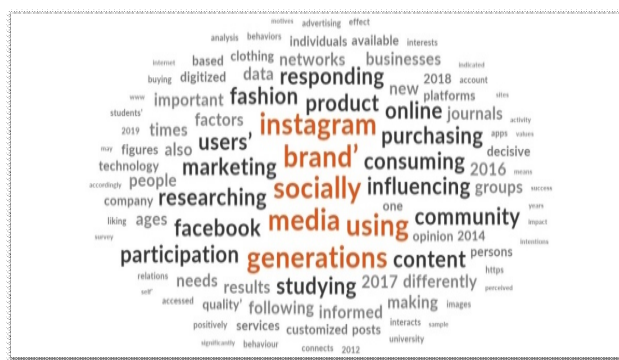 motives advertising effect
analysis behaviors individuals available interests
internet based clothing networks businesses indicated
buying digitized data responding new 2018 account
www important fashion product online platforms sites
students' factors instagram purchasing journals activity
2019 times users' brand' apps values
may figures also marketing consuming decisive
technology people socially influencing 2016 means
accordingly researching groups success
company one years
liking ages facebook media using community impact
survey opinion 2014 intentions
participation generations content persons
relations needs results studying 2017 differently https
self' accessed quality' following informed making images perceived
positively services customized posts interacts sample
significantly behaviour connects 2012 university